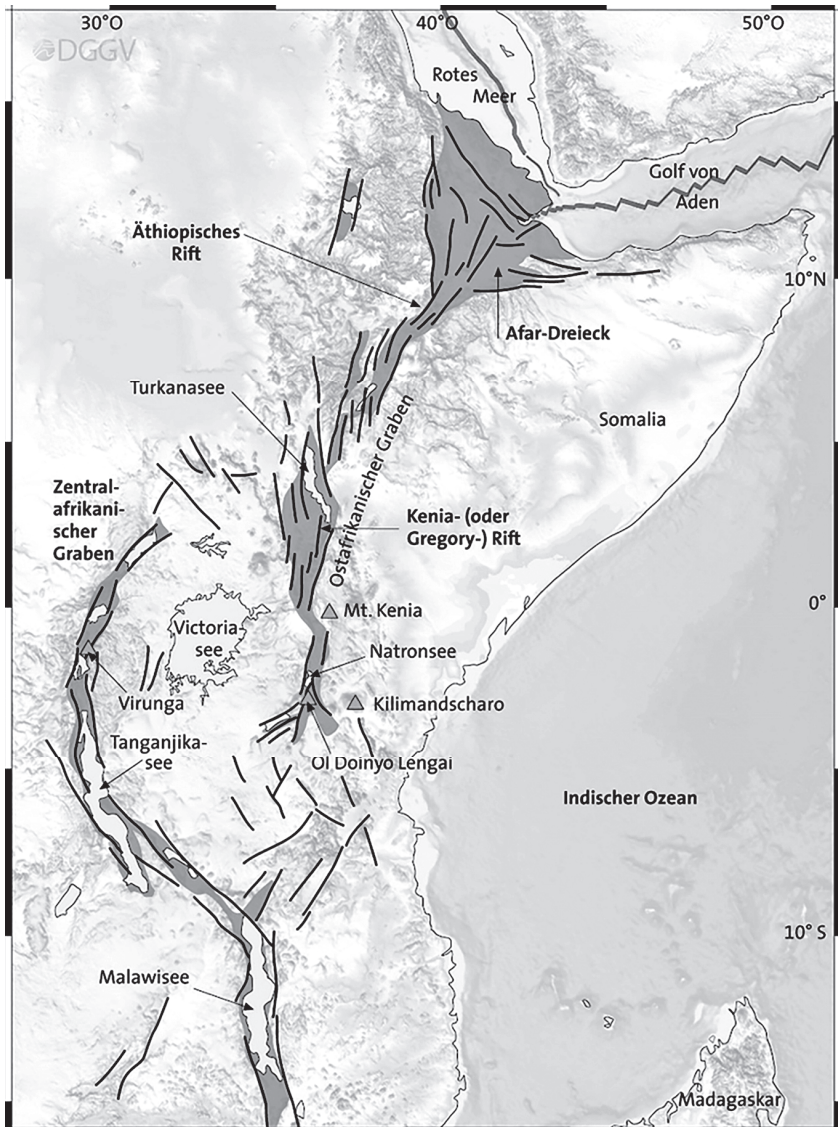 30°O
40°O
50°O
DGGV
Rotes
Meer
Golf von
Aden
Äthiopisches
Rift
10°N
Afar-Dreieck
Turkanasee
Somalia
Ostafrikanischer Graben
Zentral-
afrikani-
scher
Graben
Kenia- (oder
Gregory-) Rift
0°
Mt. Kenia
Victoria-
see
Natronsee
Virunga
Kilimandscharo
Tanganjika-
see
Ol Doinyo Lengai
Indischer Ozean
10° S
Malawisee
Madagaskar